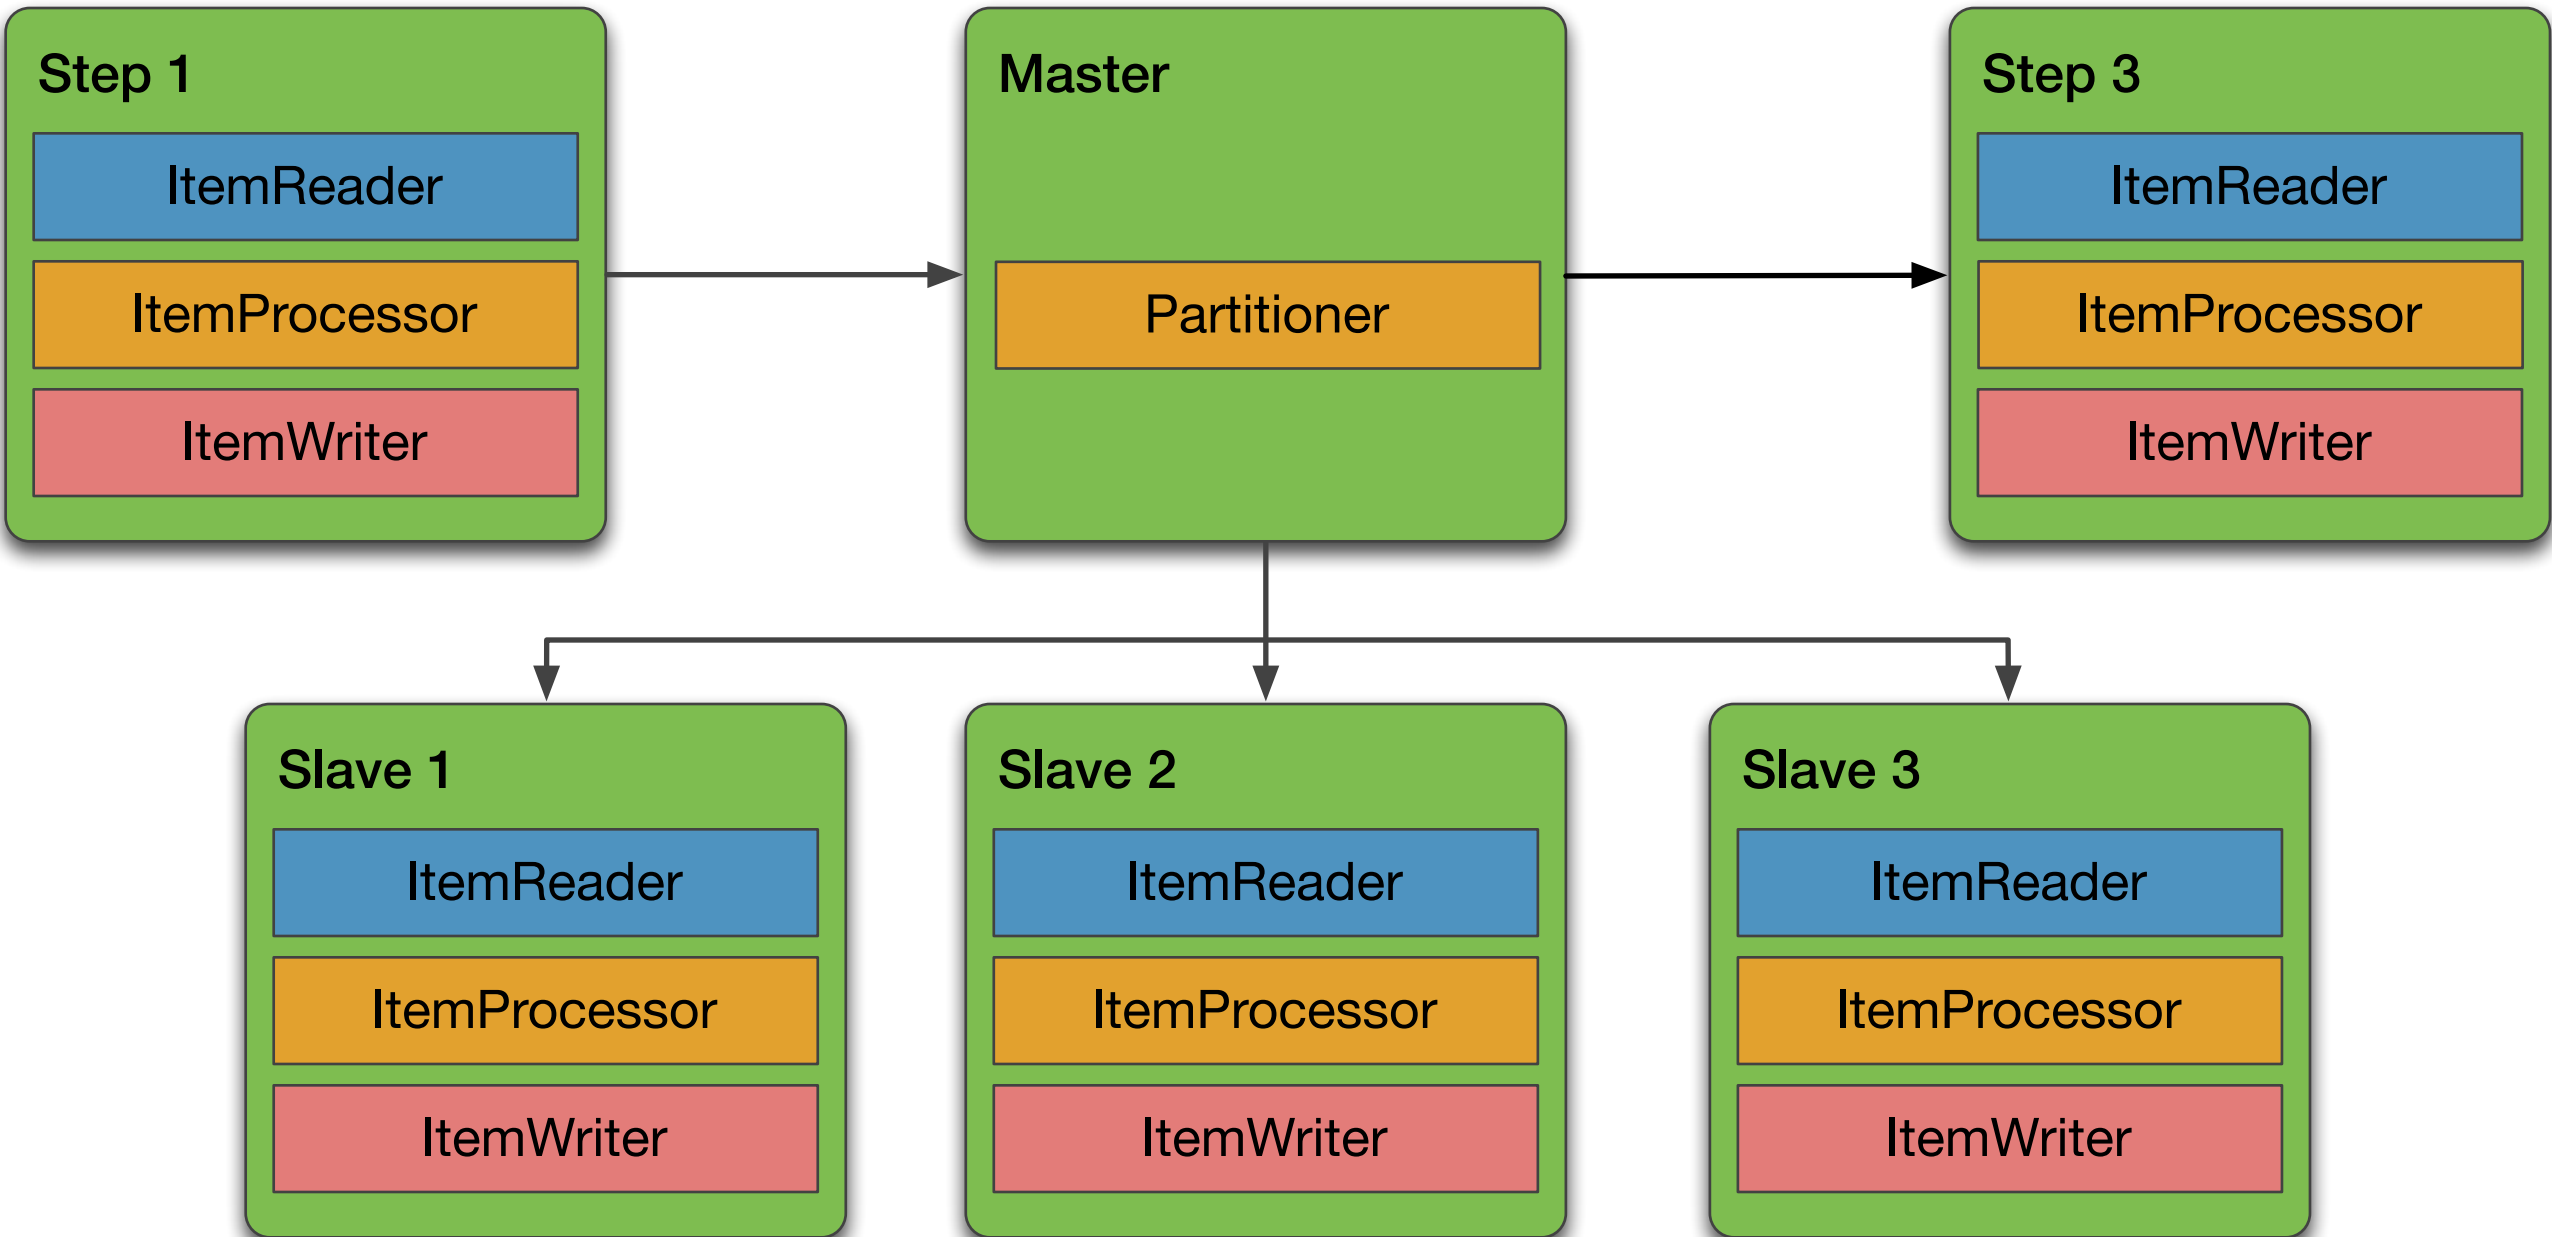 Step 1
ItemReader
ItemProcessor
ItemWriter
Master
Partitioner
Step 3
ItemReader
ItemProcessor
ItemWriter
Slave 1
ItemReader
ItemProcessor
ItemWriter
Slave 2
ItemReader
ItemProcessor
ItemWriter
Slave 3
ItemReader
ItemProcessor
ItemWriter